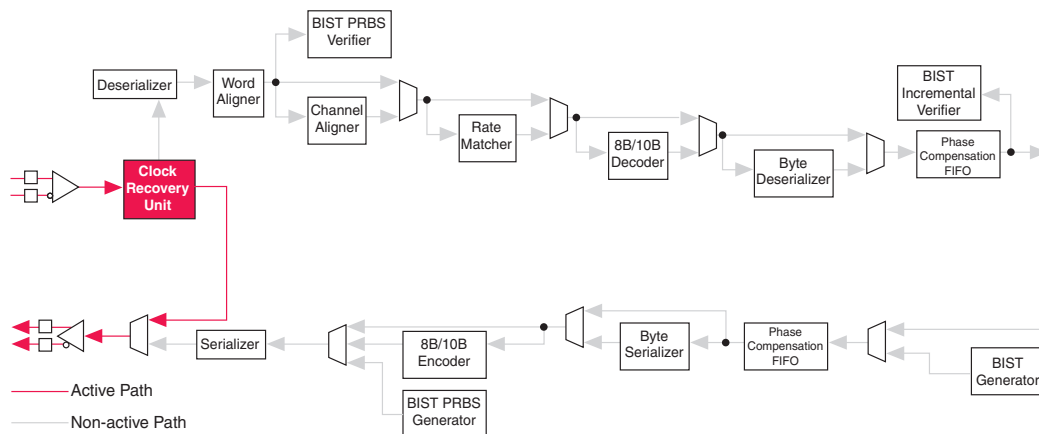 BIST PRBS
Verifier
Deserializer
Word
Aligner
Channel
Aligner
Rate
Matcher
8B/10B
Decoder
Byte
Deserializer
BIST
Incremental
Verifier
Phase
Compensation
FIFO
Clock
Recovery
Unit
Serializer
8B/10B
Encoder
BIST PRBS
Generator
Byte
Serializer
Phase
Compensation
FIFO
BIST
Generator
Active Path
Non-active Path